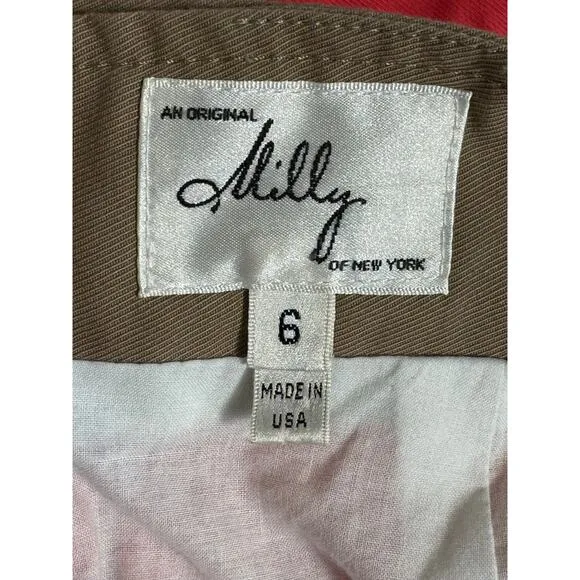 AN ORIGINAL
Milly
OF NEW YORK
6
MADE IN
USA